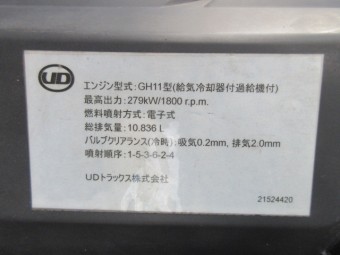 UD
エンジン型式:GH11型(給気冷却器付過給機付)
最高出力:279kW/1800 r.p.m.
燃料噴射方式:電子式
総排気量:10.836 L
バルブクリアランス(冷時):吸気0.2mm, 排気2.0mm
噴射順序:1-5-3-6-2-4
UDトラックス株式会社
21524420